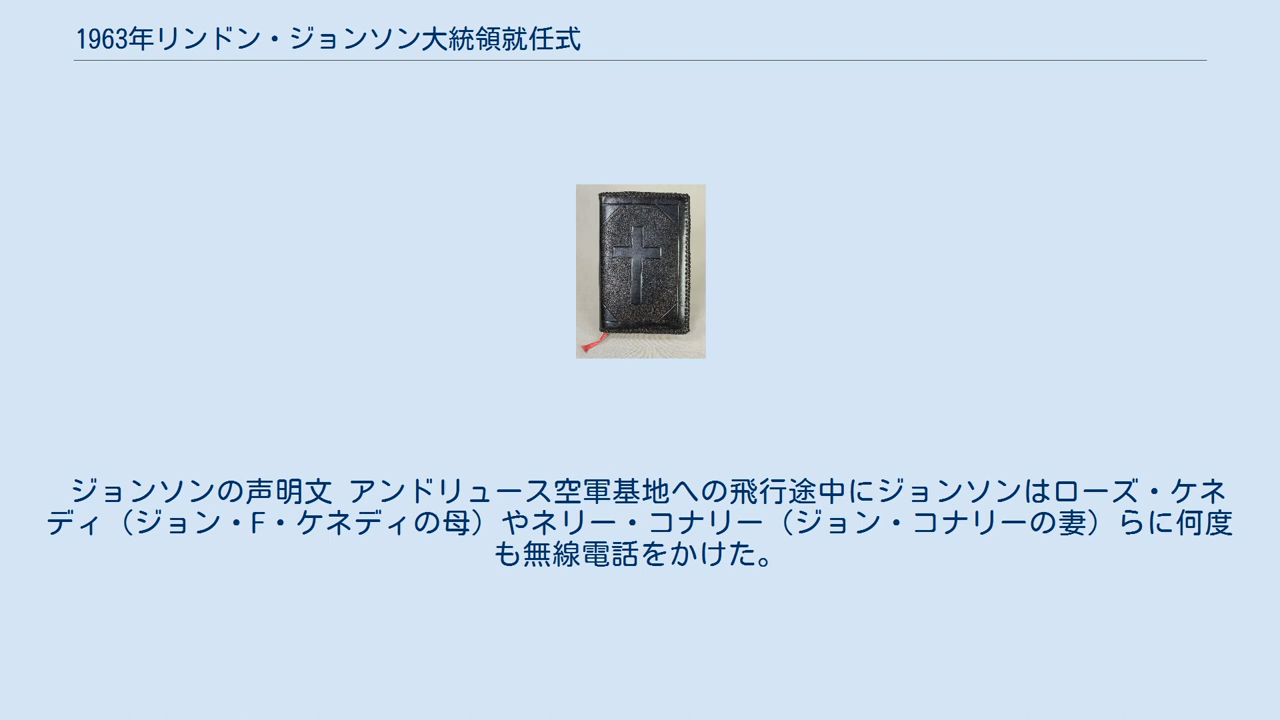 1963年リンドン・ジョンソン大統領就任式
ジョンソンの声明文 アンドリュース空軍基地への飛行途中にジョンソンはローズ・ケネ
ディ（ジョン・F・ケネディの母）やネリー・コナリー（ジョン・コナリーの妻）らに何度
も無線電話をかけた。